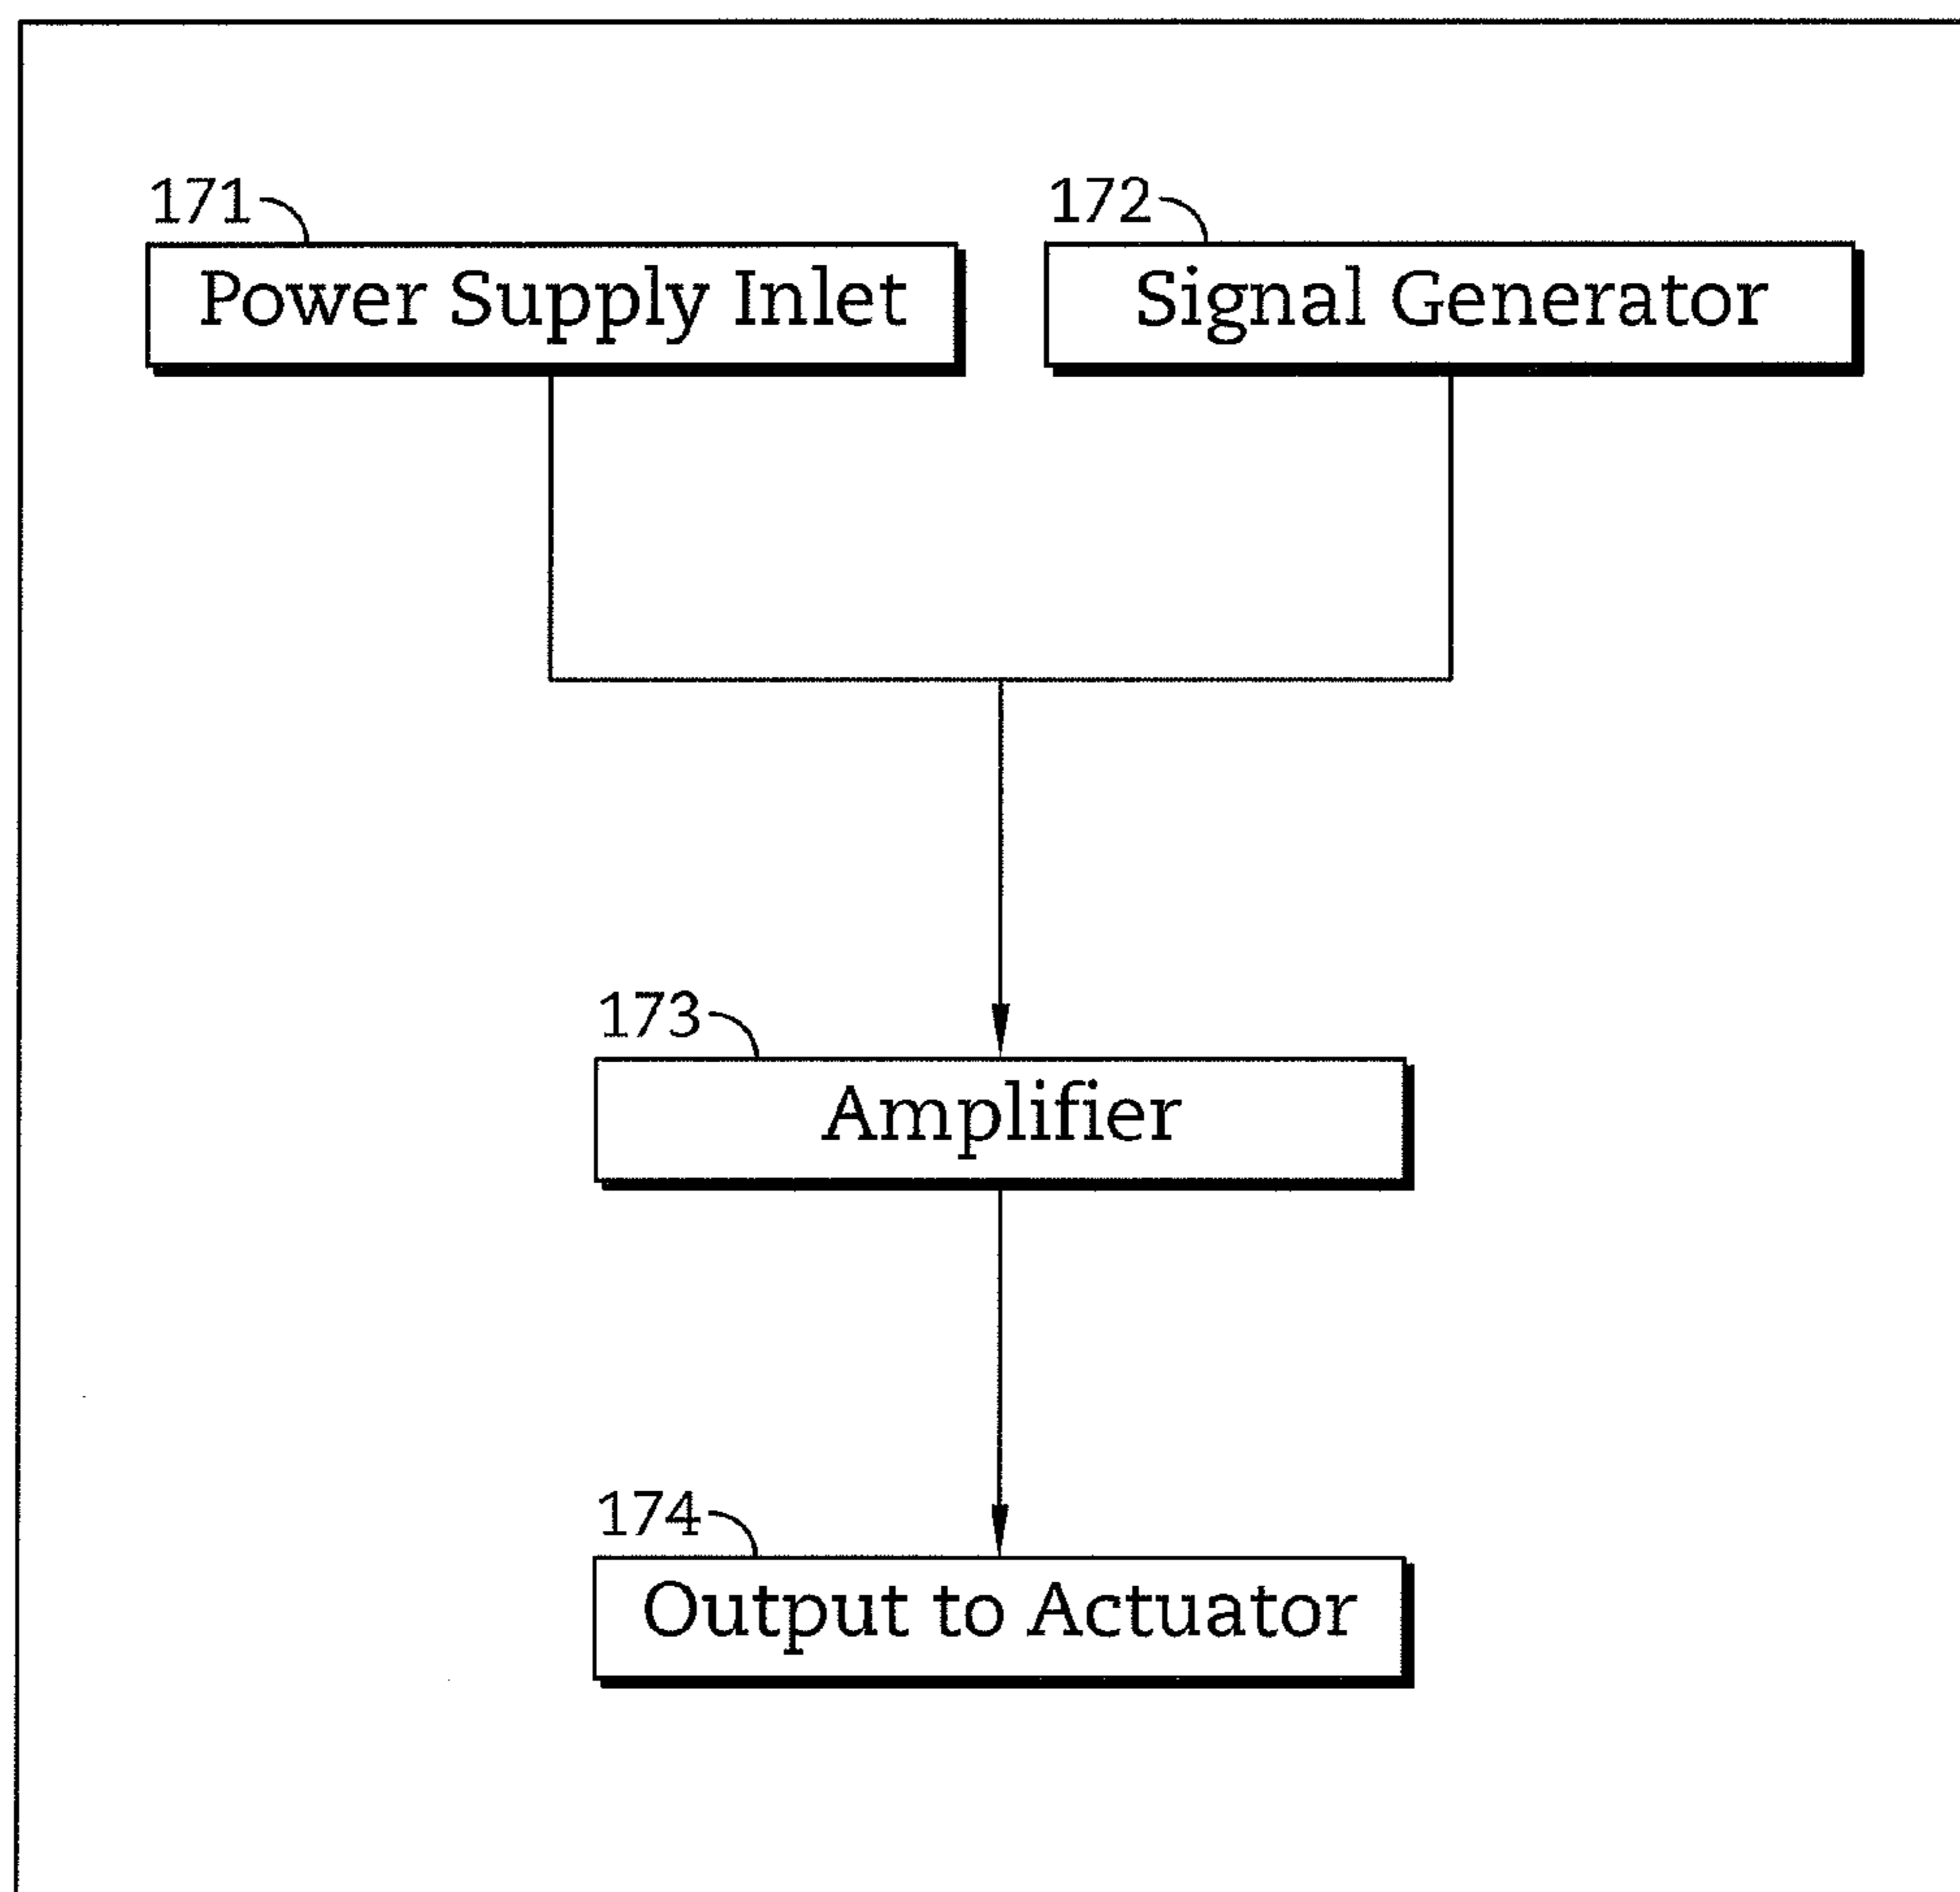 171
Power Supply Inlet
172
Signal Generator
173
Amplifier
174
Output to Actuator